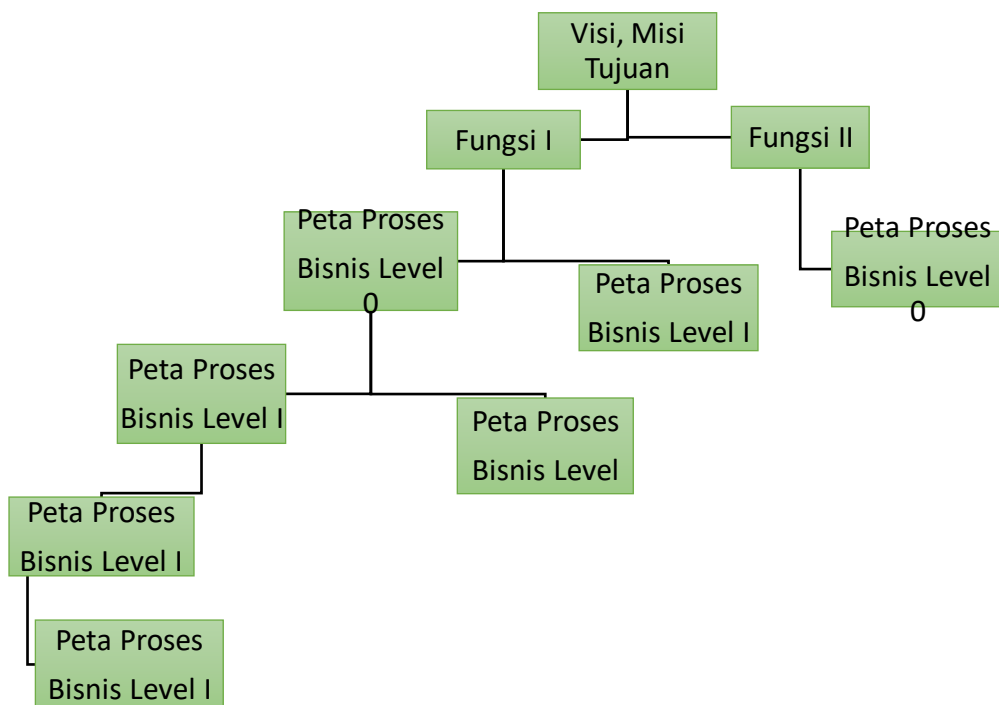 Visi, Misi
Tujuan
Fungsi I
Fungsi II
Peta Proses
Bisnis Level
0
Peta Proses
Bisnis Level I
Peta Proses
Bisnis Level
0
Peta Proses
Bisnis Level I
Peta Proses
Bisnis Level
Peta Proses
Bisnis Level I
Peta Proses
Bisnis Level I